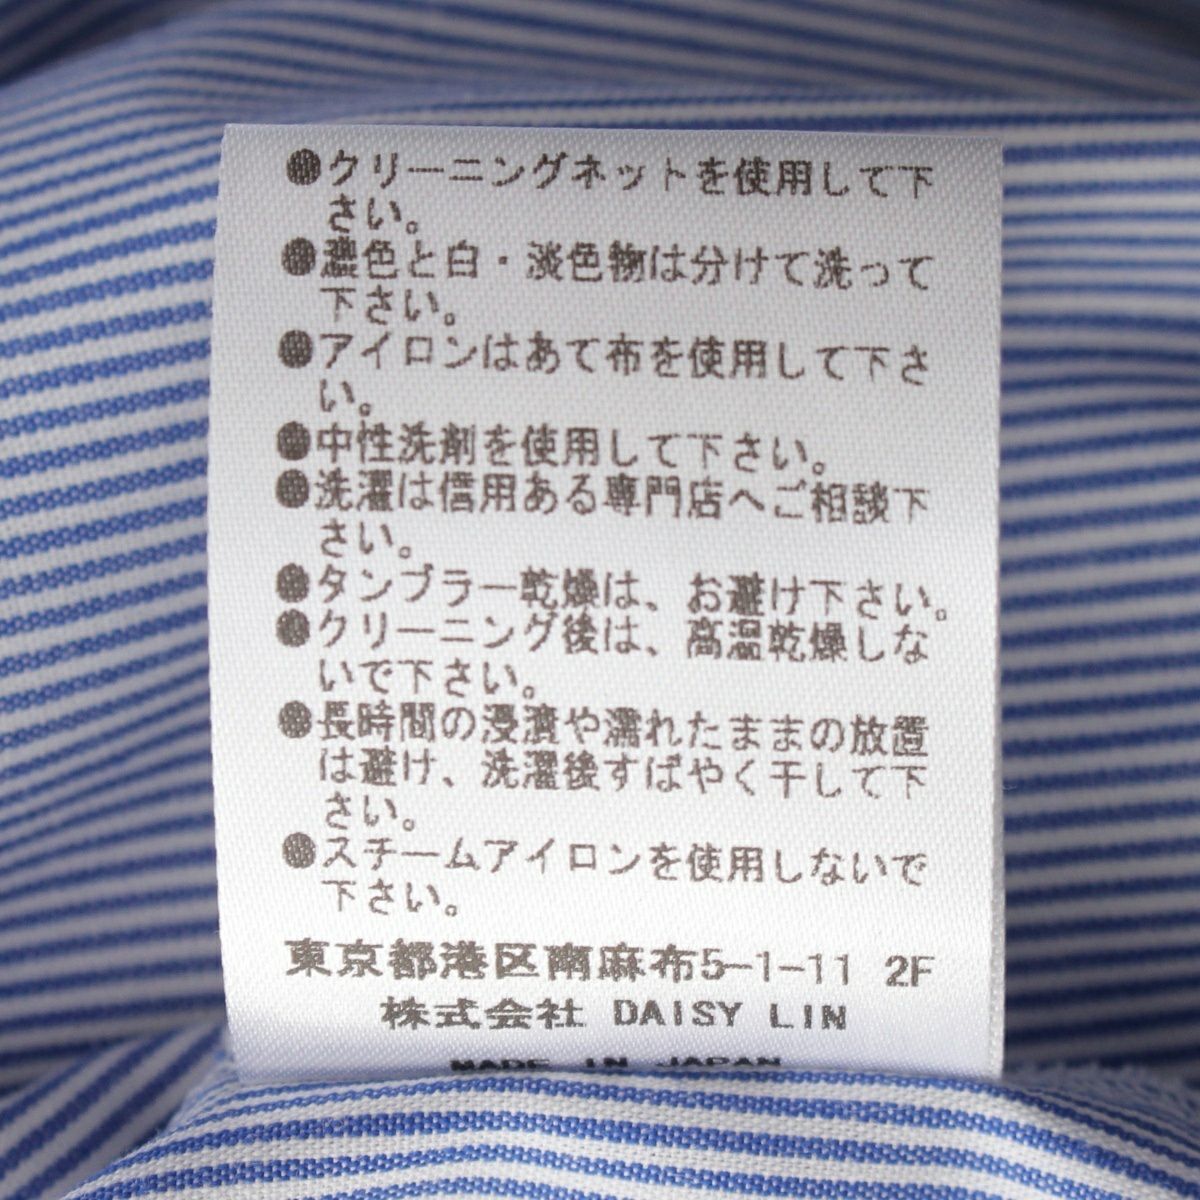 ●クリーニングネットを使用して下
さい。
●濃色と白・淡色物は分けて洗って
下さい。
●アイロンはあて布を使用して下さ
い。
●中性洗剤を使用して下さい。
●洗濯は信用ある専門店へご相談下
さい。
●タンブラー乾燥は、お避け下さい。
●クリーニング後は、高温乾燥しな
いで下さい。
●長時間の浸漬や濡れたままの放置
は避け、洗濯後すばやく干して下
さい。
●スチームアイロンを使用しないで
下さい。
東京都港区南麻布5-1-11 2F
株式会社 DAISY LIN
MADE IN JAPAN